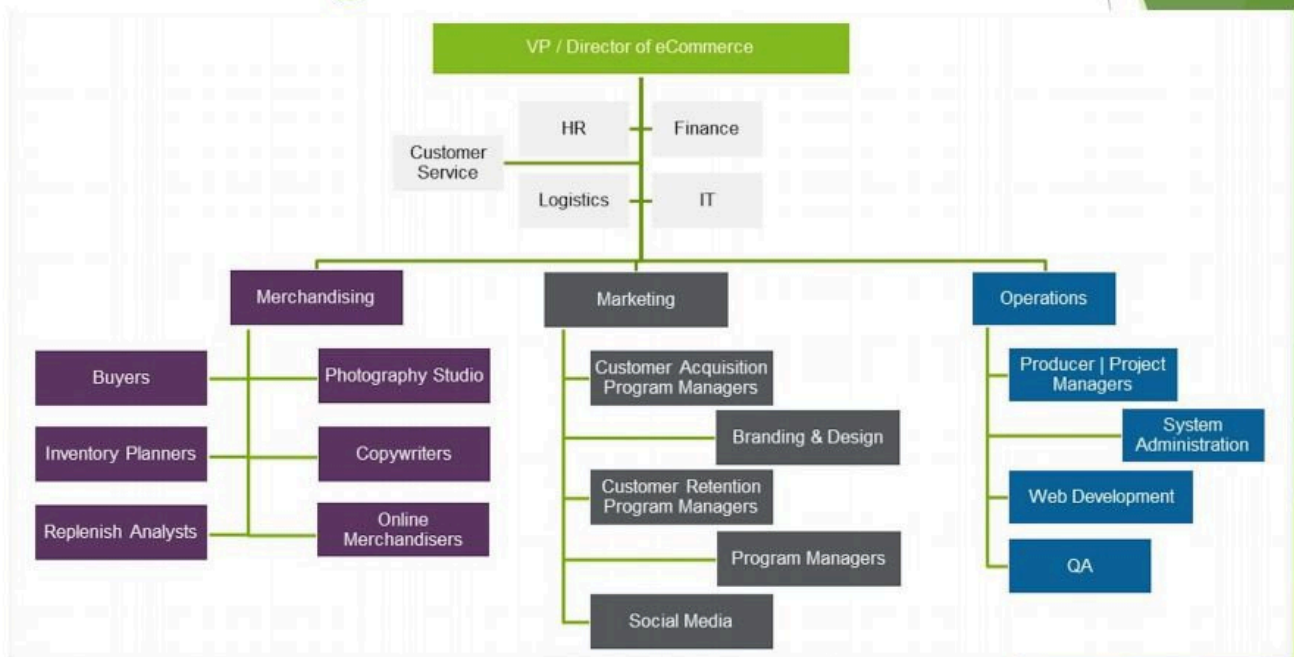 VP / Director of eCommerce
HR
Finance
Customer
Service
Logistics
IT
Merchandising
Buyers
Photography Studio
Inventory Planners
Copywriters
Replenish Analysts
Online
Merchandisers
Marketing
Customer Acquisition
Program Managers
Branding & Design
Customer Retention
Program Managers
Program Managers
Social Media
Operations
Producer | Project
Managers
System
Administration
Web Development
QA